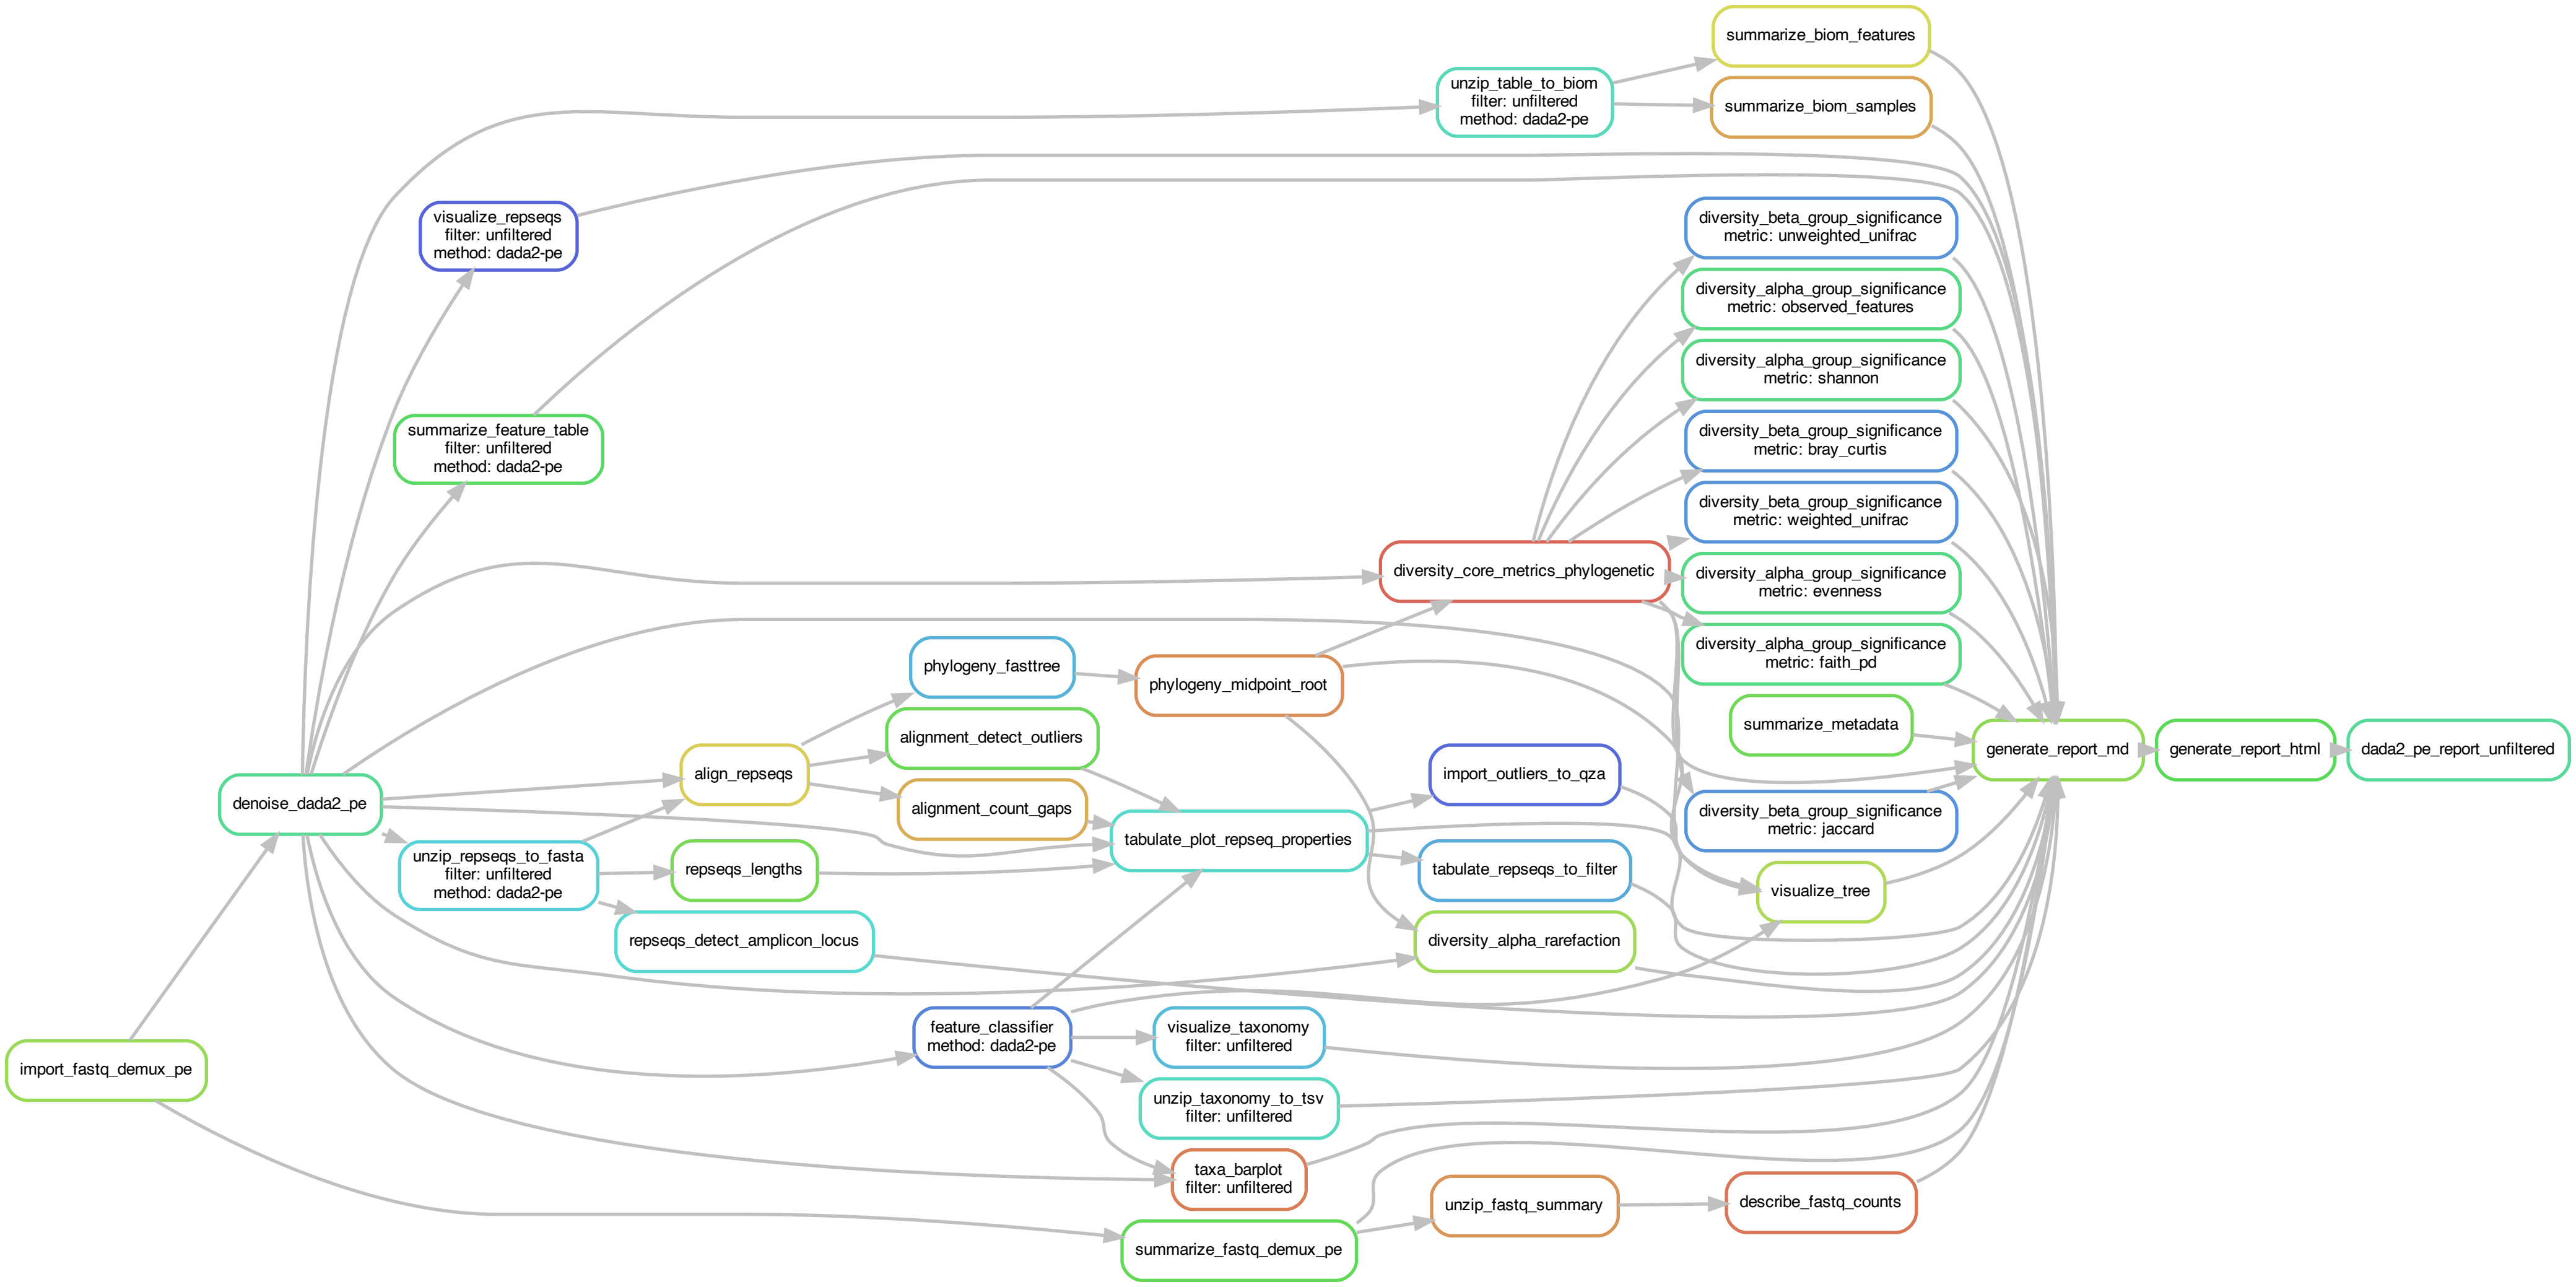 summarize_biom_features
unzip_table_to_biom
filter: unfiltered
method: dada2-pe
summarize_biom_samples
visualize_repseqs
filter: unfiltered
method: dada2-pe
diversity_beta_group_significance
metric: unweighted_unifrac
diversity_alpha_group_significance
metric: observed_features
diversity_alpha_group_significance
metric: shannon
summarize_feature_table
filter: unfiltered
method: dada2-pe
diversity_beta_group_significance
metric: bray_curtis
diversity_beta_group_significance
metric: weighted_unifrac
diversity_core_metrics_phylogenetic
diversity_alpha_group_significance
metric: evenness
phylogeny_fasttree
phylogeny_midpoint_root
diversity_alpha_group_significance
metric: faith_pd
alignment_detect_outliers
summarize_metadata
generate_report_md
generate_report_html
dada2_pe_report_unfiltered
align_repseqs
import_outliers_to_qza
denoise_dada2_pe
alignment_count_gaps
diversity_beta_group_significance
metric: jaccard
tabulate_plot_repseq_properties
unzip_repseqs_to_fasta
filter: unfiltered
method: dada2-pe
repseqs_lengths
tabulate_repseqs_to_filter
visualize_tree
repseqs_detect_amplicon_locus
diversity_alpha_rarefaction
feature_classifier
method: dada2-pe
visualize_taxonomy
filter: unfiltered
import_fastq_demux_pe
unzip_taxonomy_to_tsv
filter: unfiltered
taxa_barplot
filter: unfiltered
unzip_fastq_summary
describe_fastq_counts
summarize_fastq_demux_pe